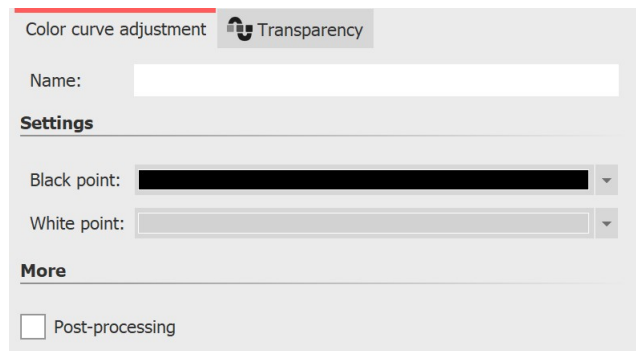 Color curve adjustment Transparency
Name:
Settings
Black point:
White point:
More
Post-processing